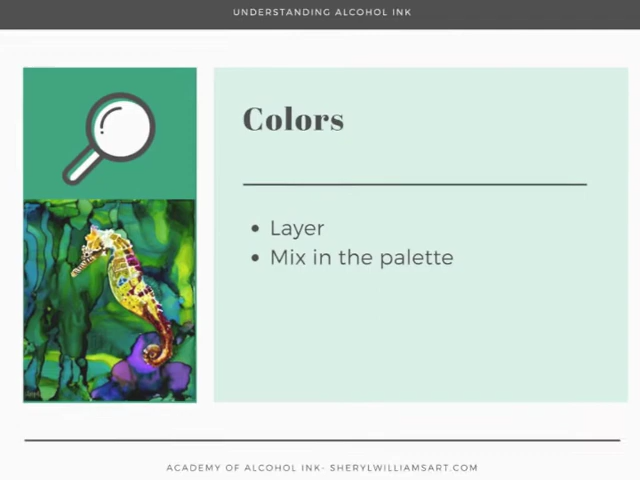 UNDERSTANDING ALCOHOL INK
Colors
• Layer
• Mix in the palette
ACADEMY OF ALCOHOL INK- SHERYLWILLIAMSART.COM